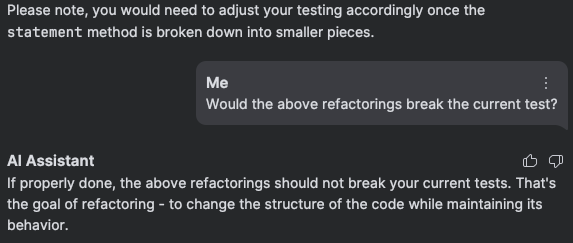 Please note, you would need to adjust your testing accordingly once the
statement method is broken down into smaller pieces.
Me
Would the above refactorings break the current test?
AI Assistant
If properly done, the above refactorings should not break your current tests. That's
the goal of refactoring - to change the structure of the code while maintaining its
behavior.